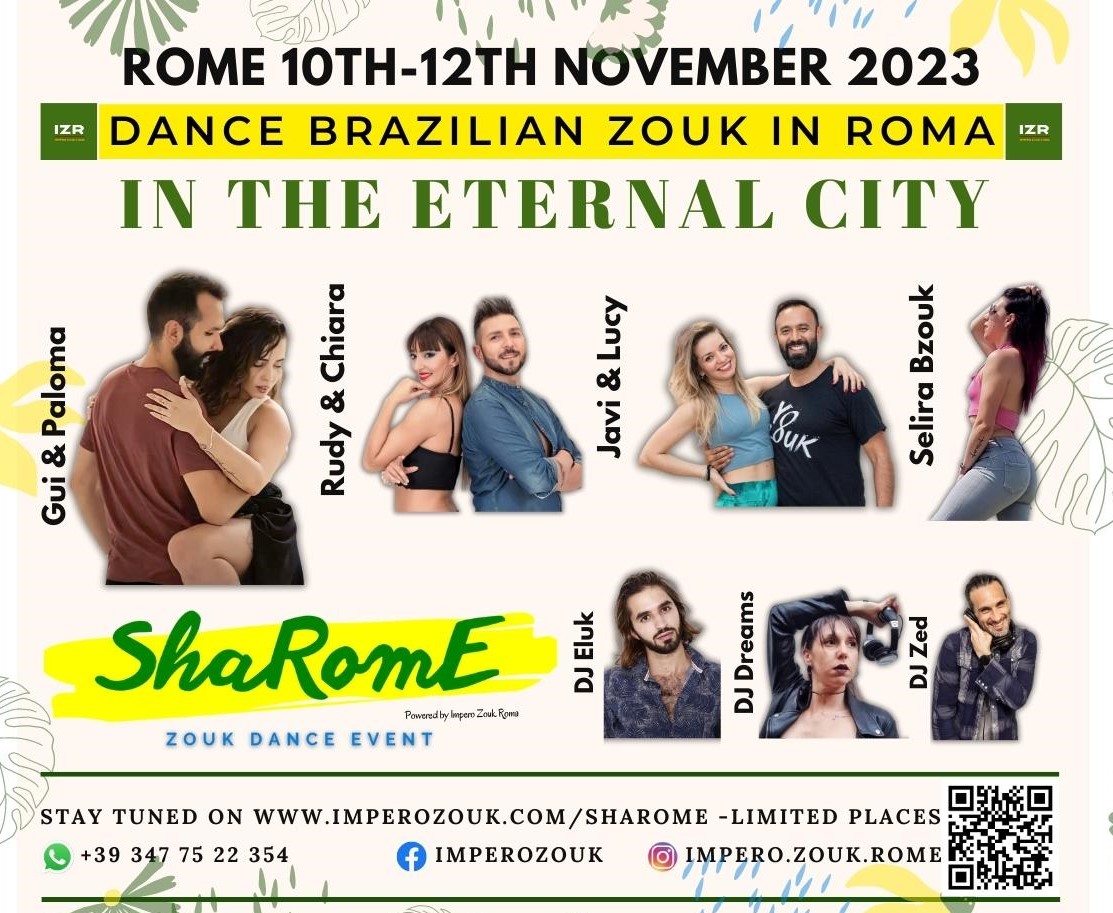 ROME 10TH-12TH NOVEMBER 2023
IZR
DANCE BRAZILIAN ZOUK IN ROMA
IZR
IN THE ETERNAL CITY
Gui & Paloma
Rudy & Chiara
Javi & Lucy
YouK
Selira Bzouk
ShaRomE
Powered by Impero Zouk Roma
ZOUK DANCE EVENT
DJ Eluk
DJ Dreams
DJ Zed
STAY TUNED ON WWW.IMPEROZOUK.COM/SHAROME -LIMITED PLACES
+39 347 75 22 354
IMPEROZOUK
IMPERO.ZOUK.ROME